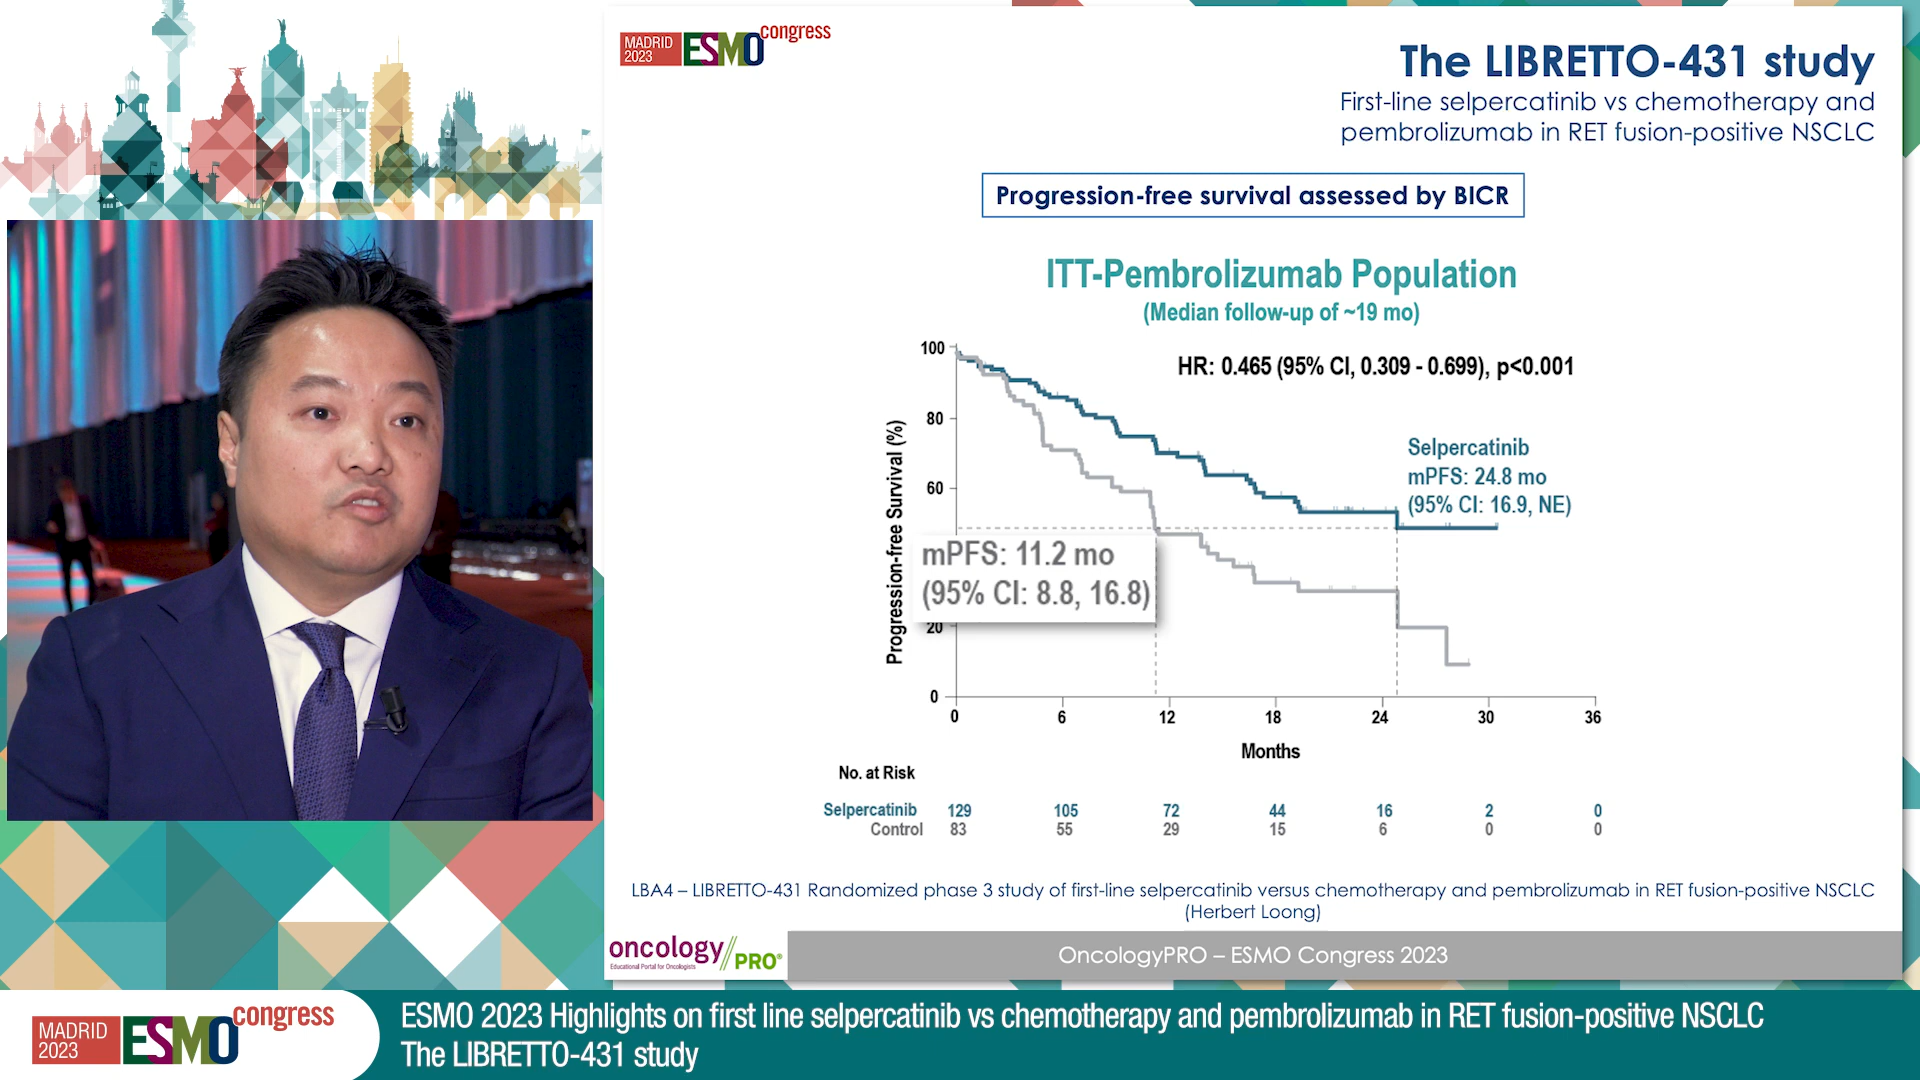 MADRID
2023
ESMO
congress
The LIBRETTO-431 study
First-line selpercatinib vs chemotherapy and
pembrolizumab in RET fusion-positive NSCLC
Progression-free survival assessed by BICR
ITT-Pembrolizumab Population
(Median follow-up of ~19 mo)
HR: 0.465 (95% CI, 0.309 - 0.699), p<0.001
Progression-free Survival (%)
100
80
60
20
0
Selpercatinib
mPFS: 24.8 mo
(95% CI: 16.9, NE)
mPFS: 11.2 mo
(95% CI: 8.8, 16.8)
0 6 12 18 24 30 36
Months
No. at Risk
Selpercatinib 129 105 72 44 16 2 0
Control 83 55 29 15 6 0 0
LBA4 – LIBRETTO-431 Randomized phase 3 study of first-line selpercatinib versus chemotherapy and pembrolizumab in RET fusion-positive NSCLC
(Herbert Loong)
oncology PRO®
Educational Portal for Oncologists
OncologyPRO – ESMO Congress 2023
MADRID
2023
ESMO
congress
ESMO 2023 Highlights on first line selpercatinib vs chemotherapy and pembrolizumab in RET fusion-positive NSCLC
The LIBRETTO-431 study